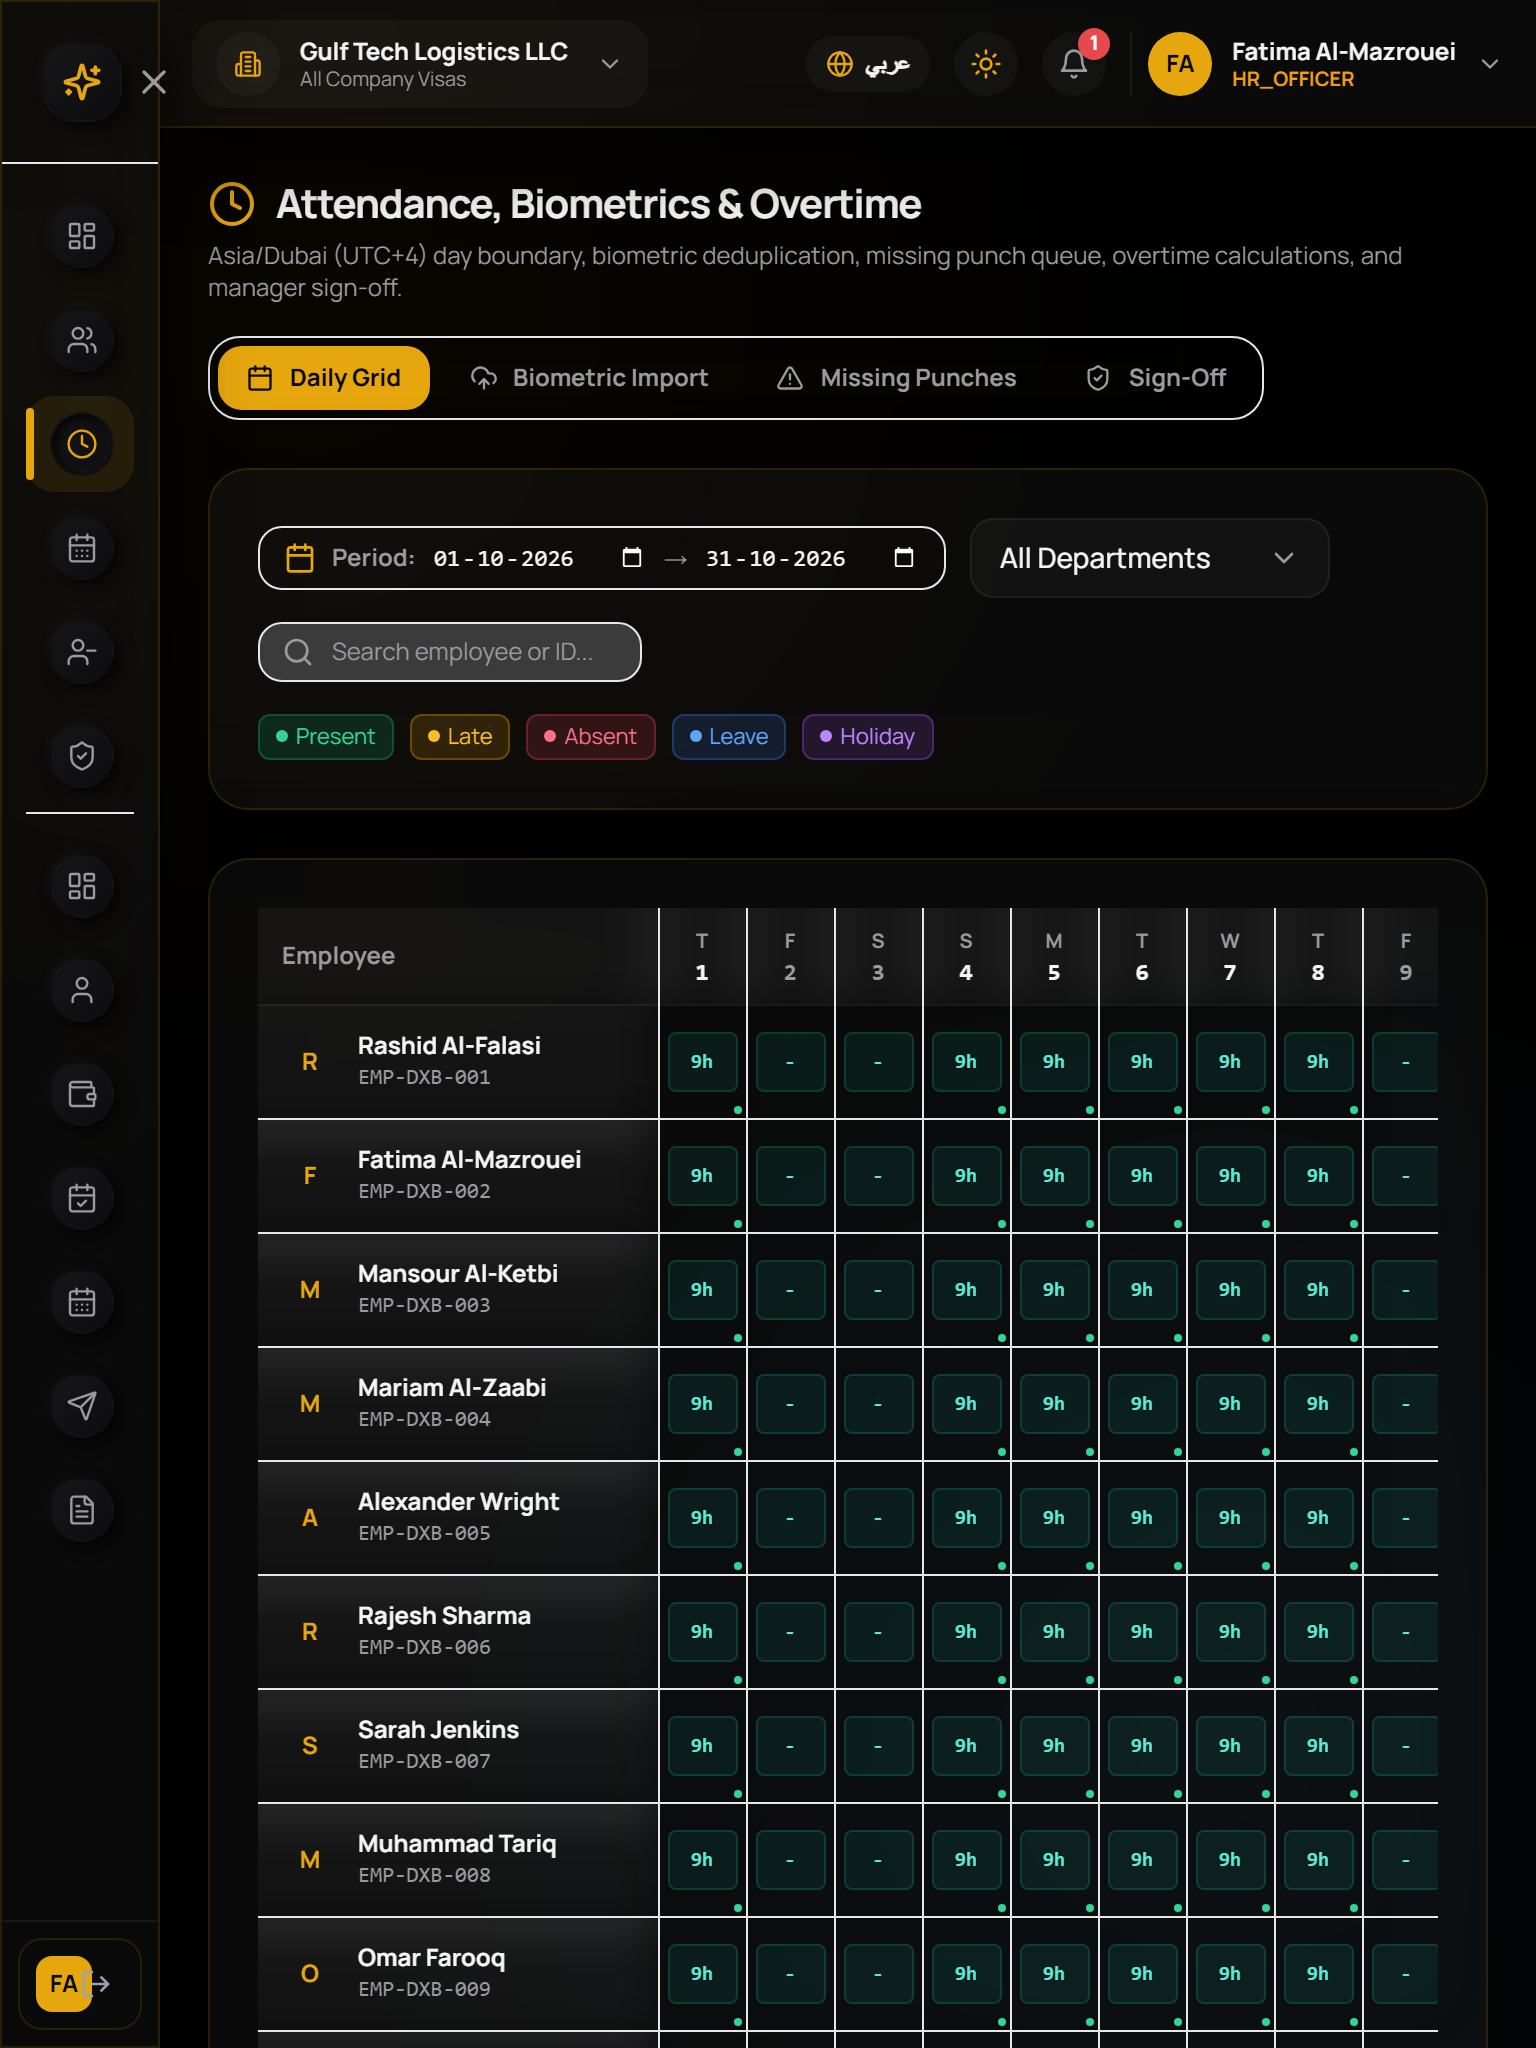 Gulf Tech Logistics LLC
All Company Visas
عربي
1
FA
Fatima Al-Mazrouei
HR_OFFICER
Attendance, Biometrics & Overtime
Asia/Dubai (UTC+4) day boundary, biometric deduplication, missing punch queue, overtime calculations, and
manager sign-off.
Daily Grid
Biometric Import
Missing Punches
Sign-Off
Period: 01-10-2026 → 31-10-2026
All Departments
Search employee or ID...
Present
Late
Absent
Leave
Holiday
Employee
T F S S M T W T F
1 2 3 4 5 6 7 8 9
R Rashid Al-Falasi
EMP-DXB-001
9h - - 9h 9h 9h 9h 9h -
F Fatima Al-Mazrouei
EMP-DXB-002
9h - - 9h 9h 9h 9h 9h -
M Mansour Al-Ketbi
EMP-DXB-003
9h - - 9h 9h 9h 9h 9h -
M Mariam Al-Zaabi
EMP-DXB-004
9h - - 9h 9h 9h 9h 9h -
A Alexander Wright
EMP-DXB-005
9h - - 9h 9h 9h 9h 9h -
R Rajesh Sharma
EMP-DXB-006
9h - - 9h 9h 9h 9h 9h -
S Sarah Jenkins
EMP-DXB-007
9h - - 9h 9h 9h 9h 9h -
M Muhammad Tariq
EMP-DXB-008
9h - - 9h 9h 9h 9h 9h -
O Omar Farooq
EMP-DXB-009
9h - - 9h 9h 9h 9h 9h -
FA